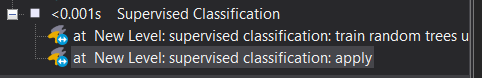 <0.001s Supervised Classification
at New Level: supervised classification: train random trees u
at New Level: supervised classification: apply